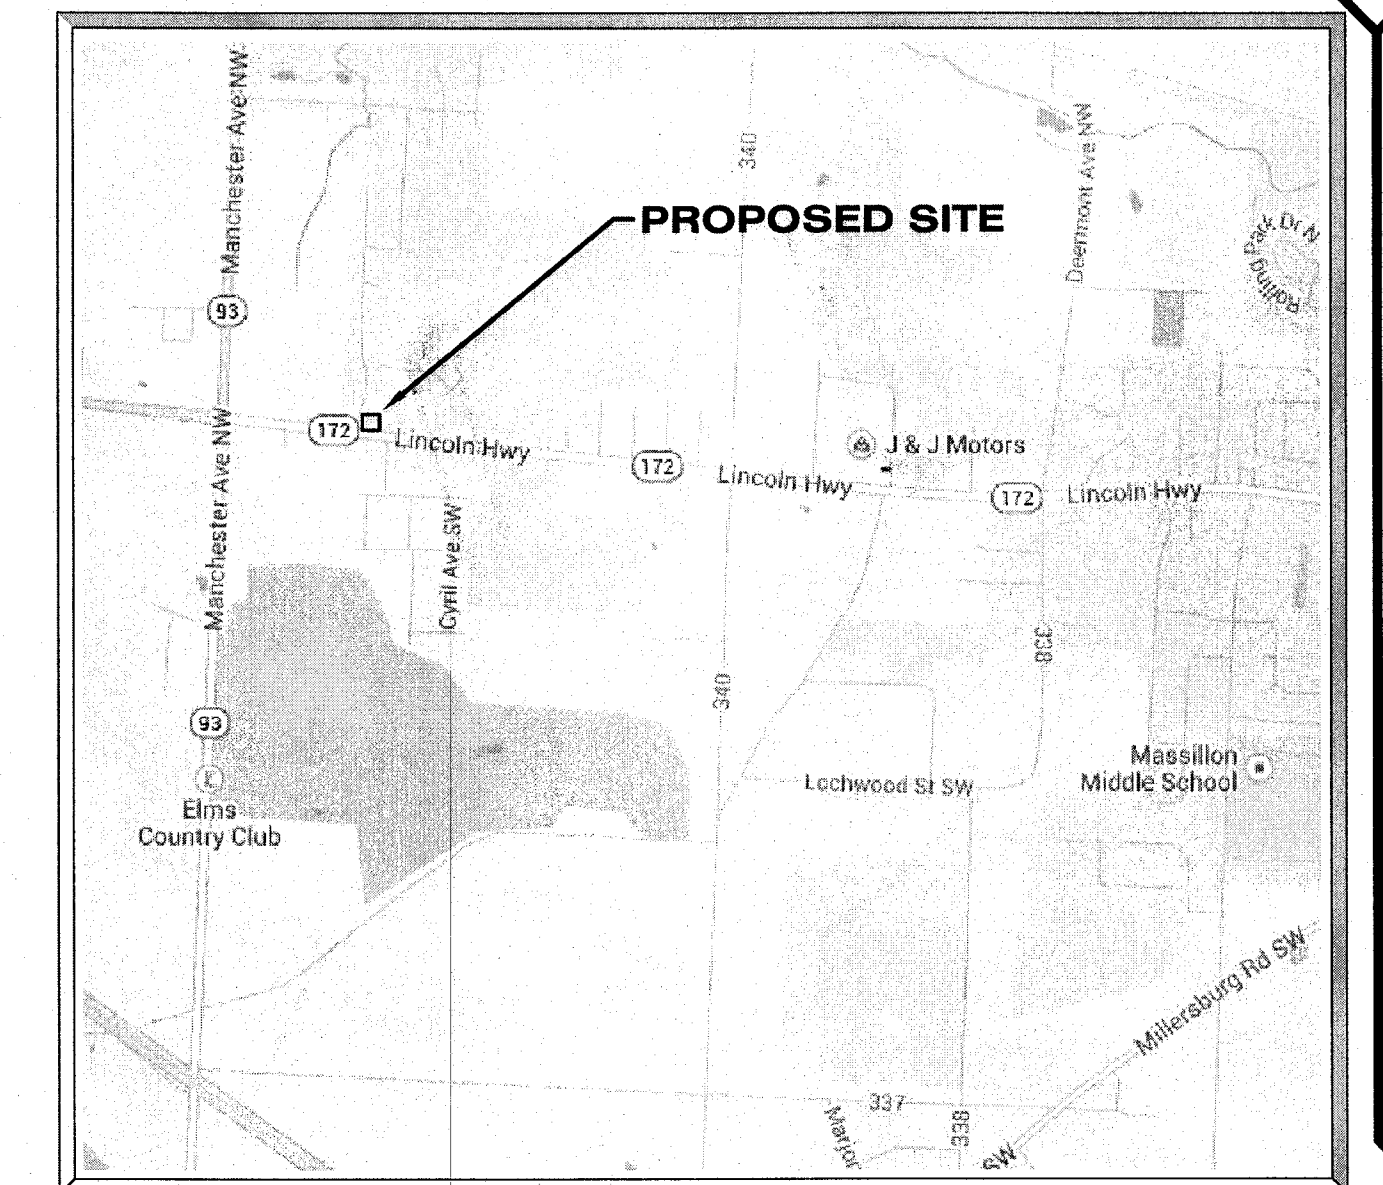 Manchester Ave NW
340
Deermont Ave NW
PROPOSED SITE
Rolling Park Dr N
93
172
Lincoln Hwy
Manchester Ave NW
172
Lincoln Hwy
J & J Motors
172
Lincoln Hwy
Cyril Ave SW
338
340
93
Elms
Country Club
Lochwood St SW
Massillon
Middle School
Millersburg Rd SW
337
338
Marior
SW